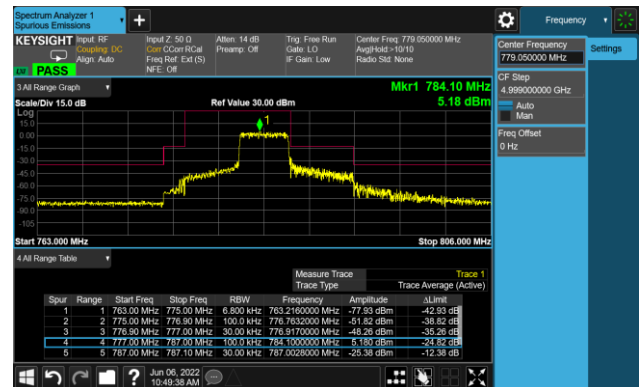 Spectrum Analyzer 1
Spurious Emissions
Frequency
KEYSIGHT
Input: RF
Coupling: DC
Align: Auto
Input Z: 50 Ω
Corr CCorr RCal
Freq Ref: Ext (S)
NFE: Off
Atten: 14 dB
Preamp: Off
Trig: Free Run
Gate: LO
IF Gain: Low
Center Freq: 779.050000 MHz
Avg|Hold:>10/10
Radio Std: None
PASS
Center Frequency
779.050000 MHz
Settings
CF Step
4.999000000 GHz
Auto
Man
Freq Offset
0 Hz
3 All Range Graph
Mkr1 784.10 MHz
Scale/Div 15.0 dB
Ref Value 30.00 dBm
5.18 dBm
Log
15.0
0.00
-15.0
-30.0
-45.0
-60.0
-75.0
-90.0
-105
1
Start 763.000 MHz
Stop 806.000 MHz
4 All Range Table
Measure Trace Trace 1
Trace Type Trace Average (Active)
Spur Range Start Freq Stop Freq RBW Frequency Amplitude ΔLimit
1 1 763.00 MHz 775.00 MHz 6.800 kHz 763.2160000 MHz -77.93 dBm -42.93 dB
2 2 775.00 MHz 776.90 MHz 100.0 kHz 776.7632000 MHz -51.82 dBm -38.82 dB
3 3 776.90 MHz 777.00 MHz 30.00 kHz 776.9170000 MHz -48.26 dBm -35.26 dB
4 4 777.00 MHz 787.00 MHz 100.0 kHz 784.1000000 MHz 5.180 dBm -24.82 dB
5 5 787.00 MHz 787.10 MHz 30.00 kHz 787.0028000 MHz -25.38 dBm -12.38 dB
Jun 06, 2022
10:49:38 AM